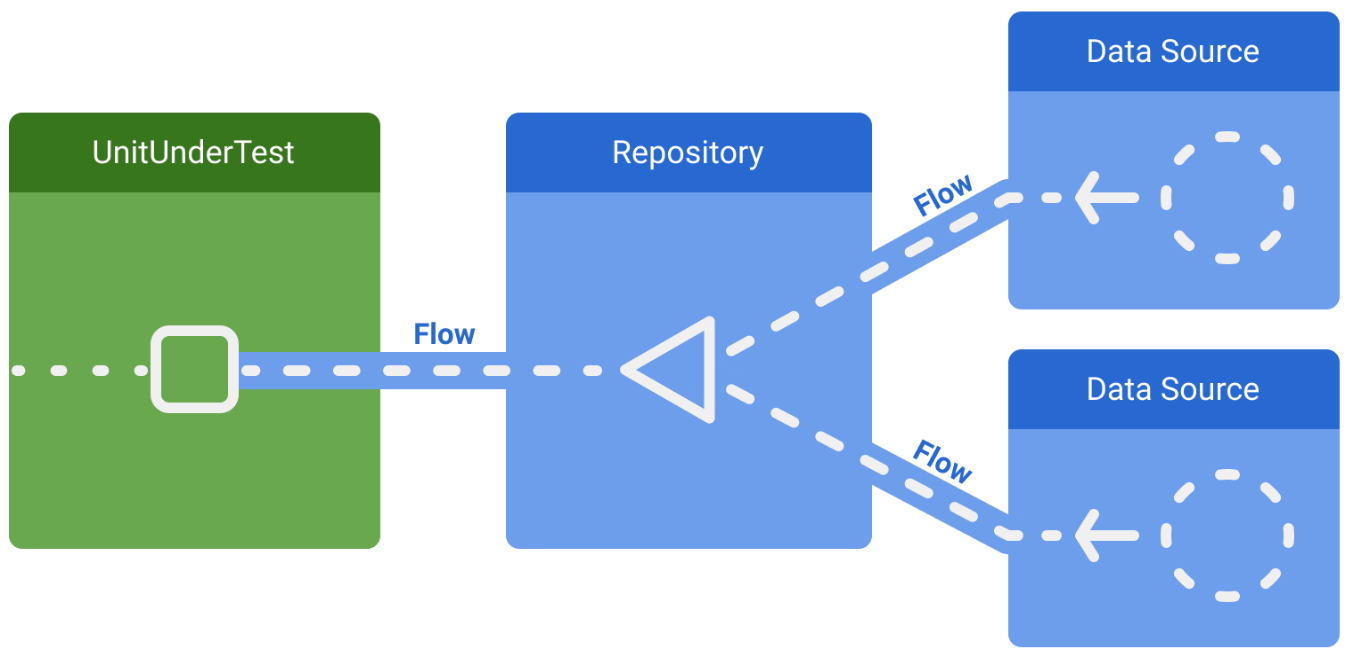 UnitUnderTest
Flow
Repository
Flow
Flow
Data Source
Data Source